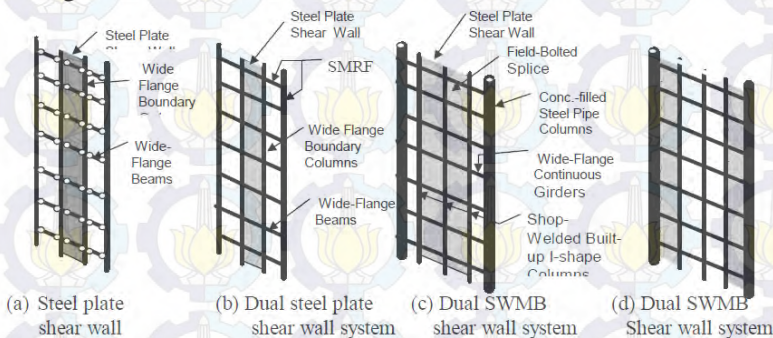 Steel Plate
Wide
Flange
Boundary
Wide-
Flange
Beams
Steel Plate
Shear Wall
SMRF
Wide Flange
Boundary
Columns
Wide-Flange
Beams
Steel Plate
Shear Wall
Field-Bolted
Splice
Conc.-filled
Steel Pipe
Columns
Wide-Flange
Continuous
Girders
Shop-
Welded Built-
up I-shape
Columns
(a) Steel plate
shear wall
(b) Dual steel plate
shear wall system
(c) Dual SWMB
shear wall system
(d) Dual SWMB
Shear wall system